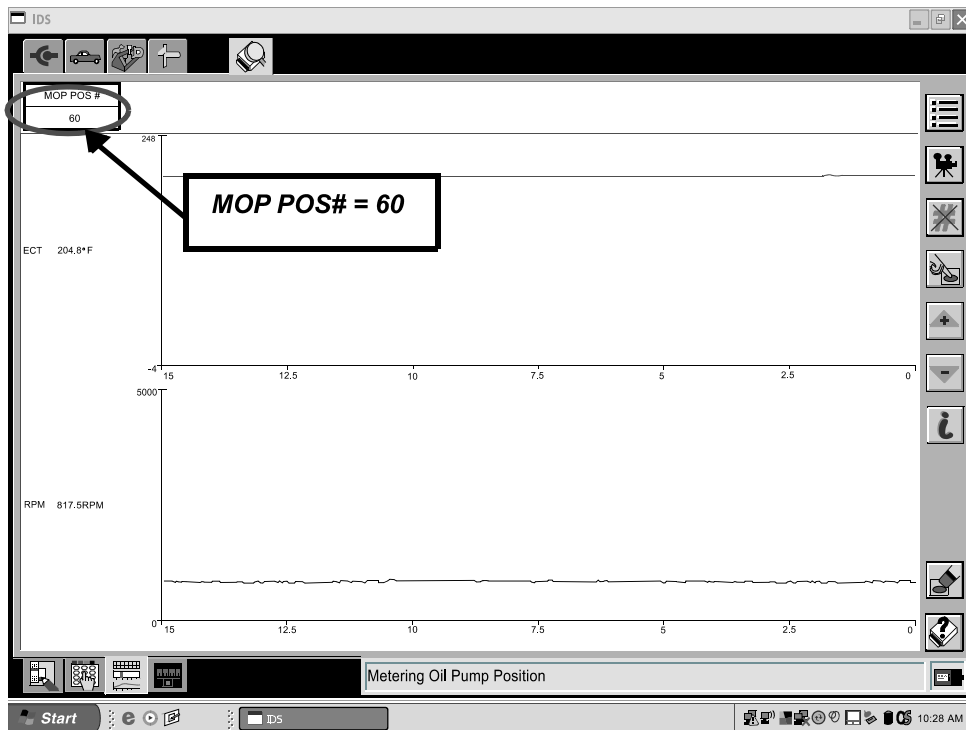 IDS
MOP POS #
60
248
MOP POS# = 60
ECT 204.8°F
-4
15 12.5 10 7.5 5 2.5 0
5000
RPM 817.5RPM
0
15 12.5 10 7.5 5 2.5 0
Metering Oil Pump Position
Start
IDS
10:28 AM